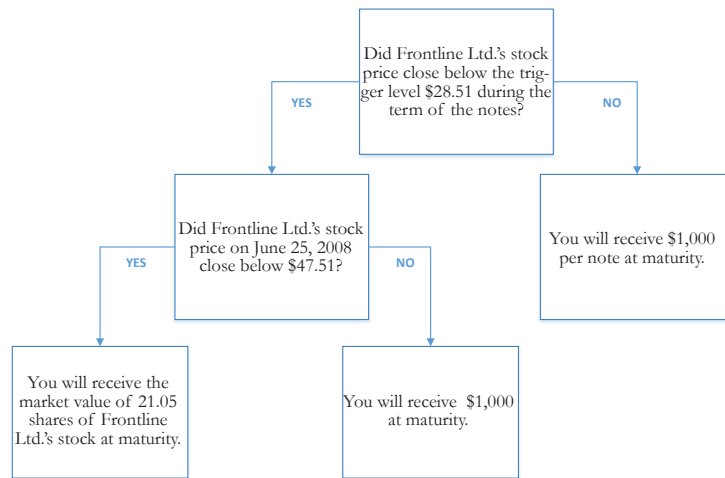 Did Frontline Ltd.'s stock
price close below the trig-
ger level $28.51 during the
term of the notes?
YES
NO
Did Frontline Ltd.'s stock
price on June 25, 2008
close below $47.51?
You will receive $1,000
per note at maturity.
YES
NO
You will receive the
market value of 21.05
shares of Frontline
Ltd.'s stock at maturity.
You will receive $1,000
at maturity.